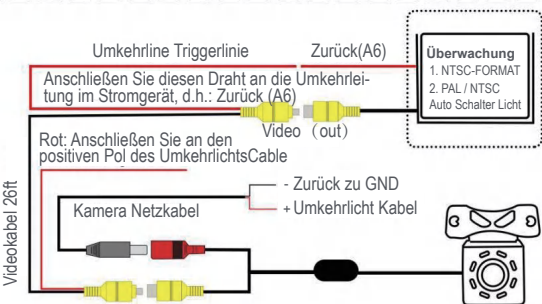 Umkehrline Triggerlinie
Zurück(A6)
Überwachung
1. NTSC-FORMAT
2. PAL / NTSC
Auto Schalter Licht
Anschließen Sie diesen Draht an die Umkehrlei-
tung im Stromgerät, d.h.: Zurück (A6)
Video （out）
Rot: Anschließen Sie an den
positiven Pol des UmkehrlichtsCable
- Zurück zu GND
+ Umkehrlicht Kabel
Kamera Netzkabel
Videokabel 26ft